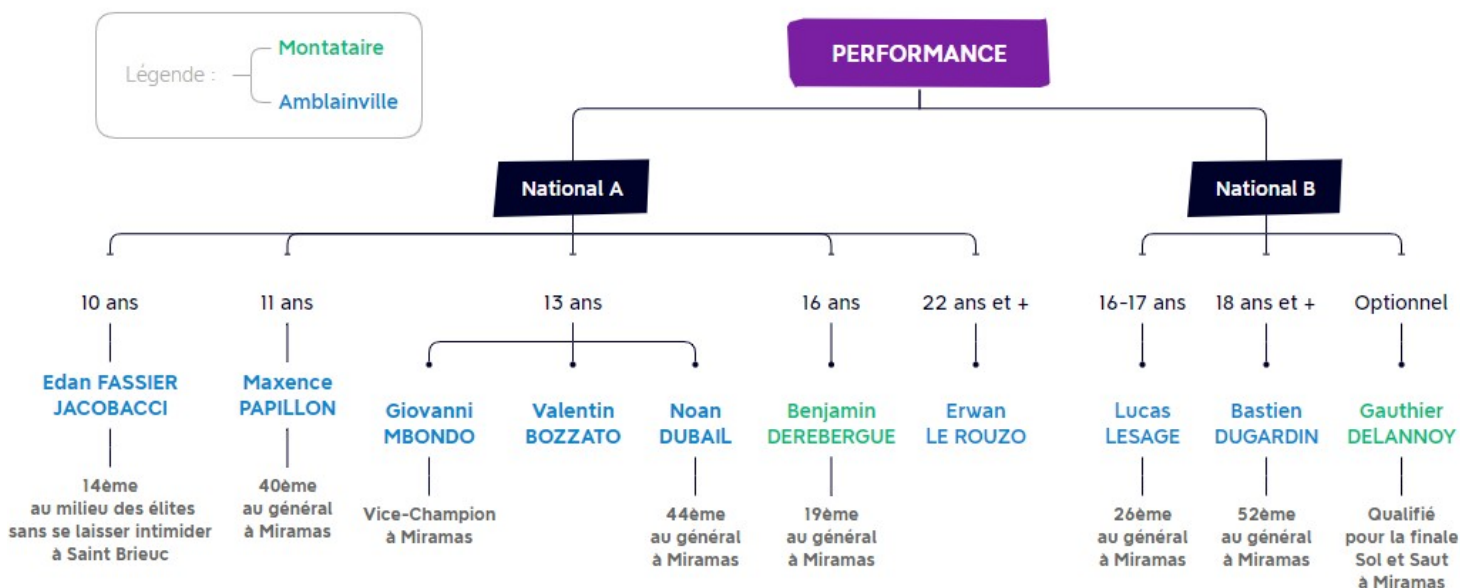 Légende :
Montataire
Amblainville
PERFORMANCE
National A
National B
10 ans
11 ans
13 ans
16 ans
22 ans et +
16-17 ans
18 ans et +
Optionnel
Edan FASSIER
JACOBACCI
Maxence
PAPILLON
Giovanni
MBONDO
Valentin
BOZZATO
Noan
DUBAIL
Benjamin
DEREBERGUE
Erwan
LE ROUZO
Lucas
LESAGE
Bastien
DUGARDIN
Gauthier
DELANNOY
14ème
au milieu des élites
sans se laisser intimider
à Saint Brieuc
40ème
au général
à Miramas
Vice-Champion
à Miramas
44ème
au général
à Miramas
19ème
au général
à Miramas
26ème
au général
à Miramas
52ème
au général
à Miramas
Qualifié
pour la finale
Sol et Saut
à Miramas